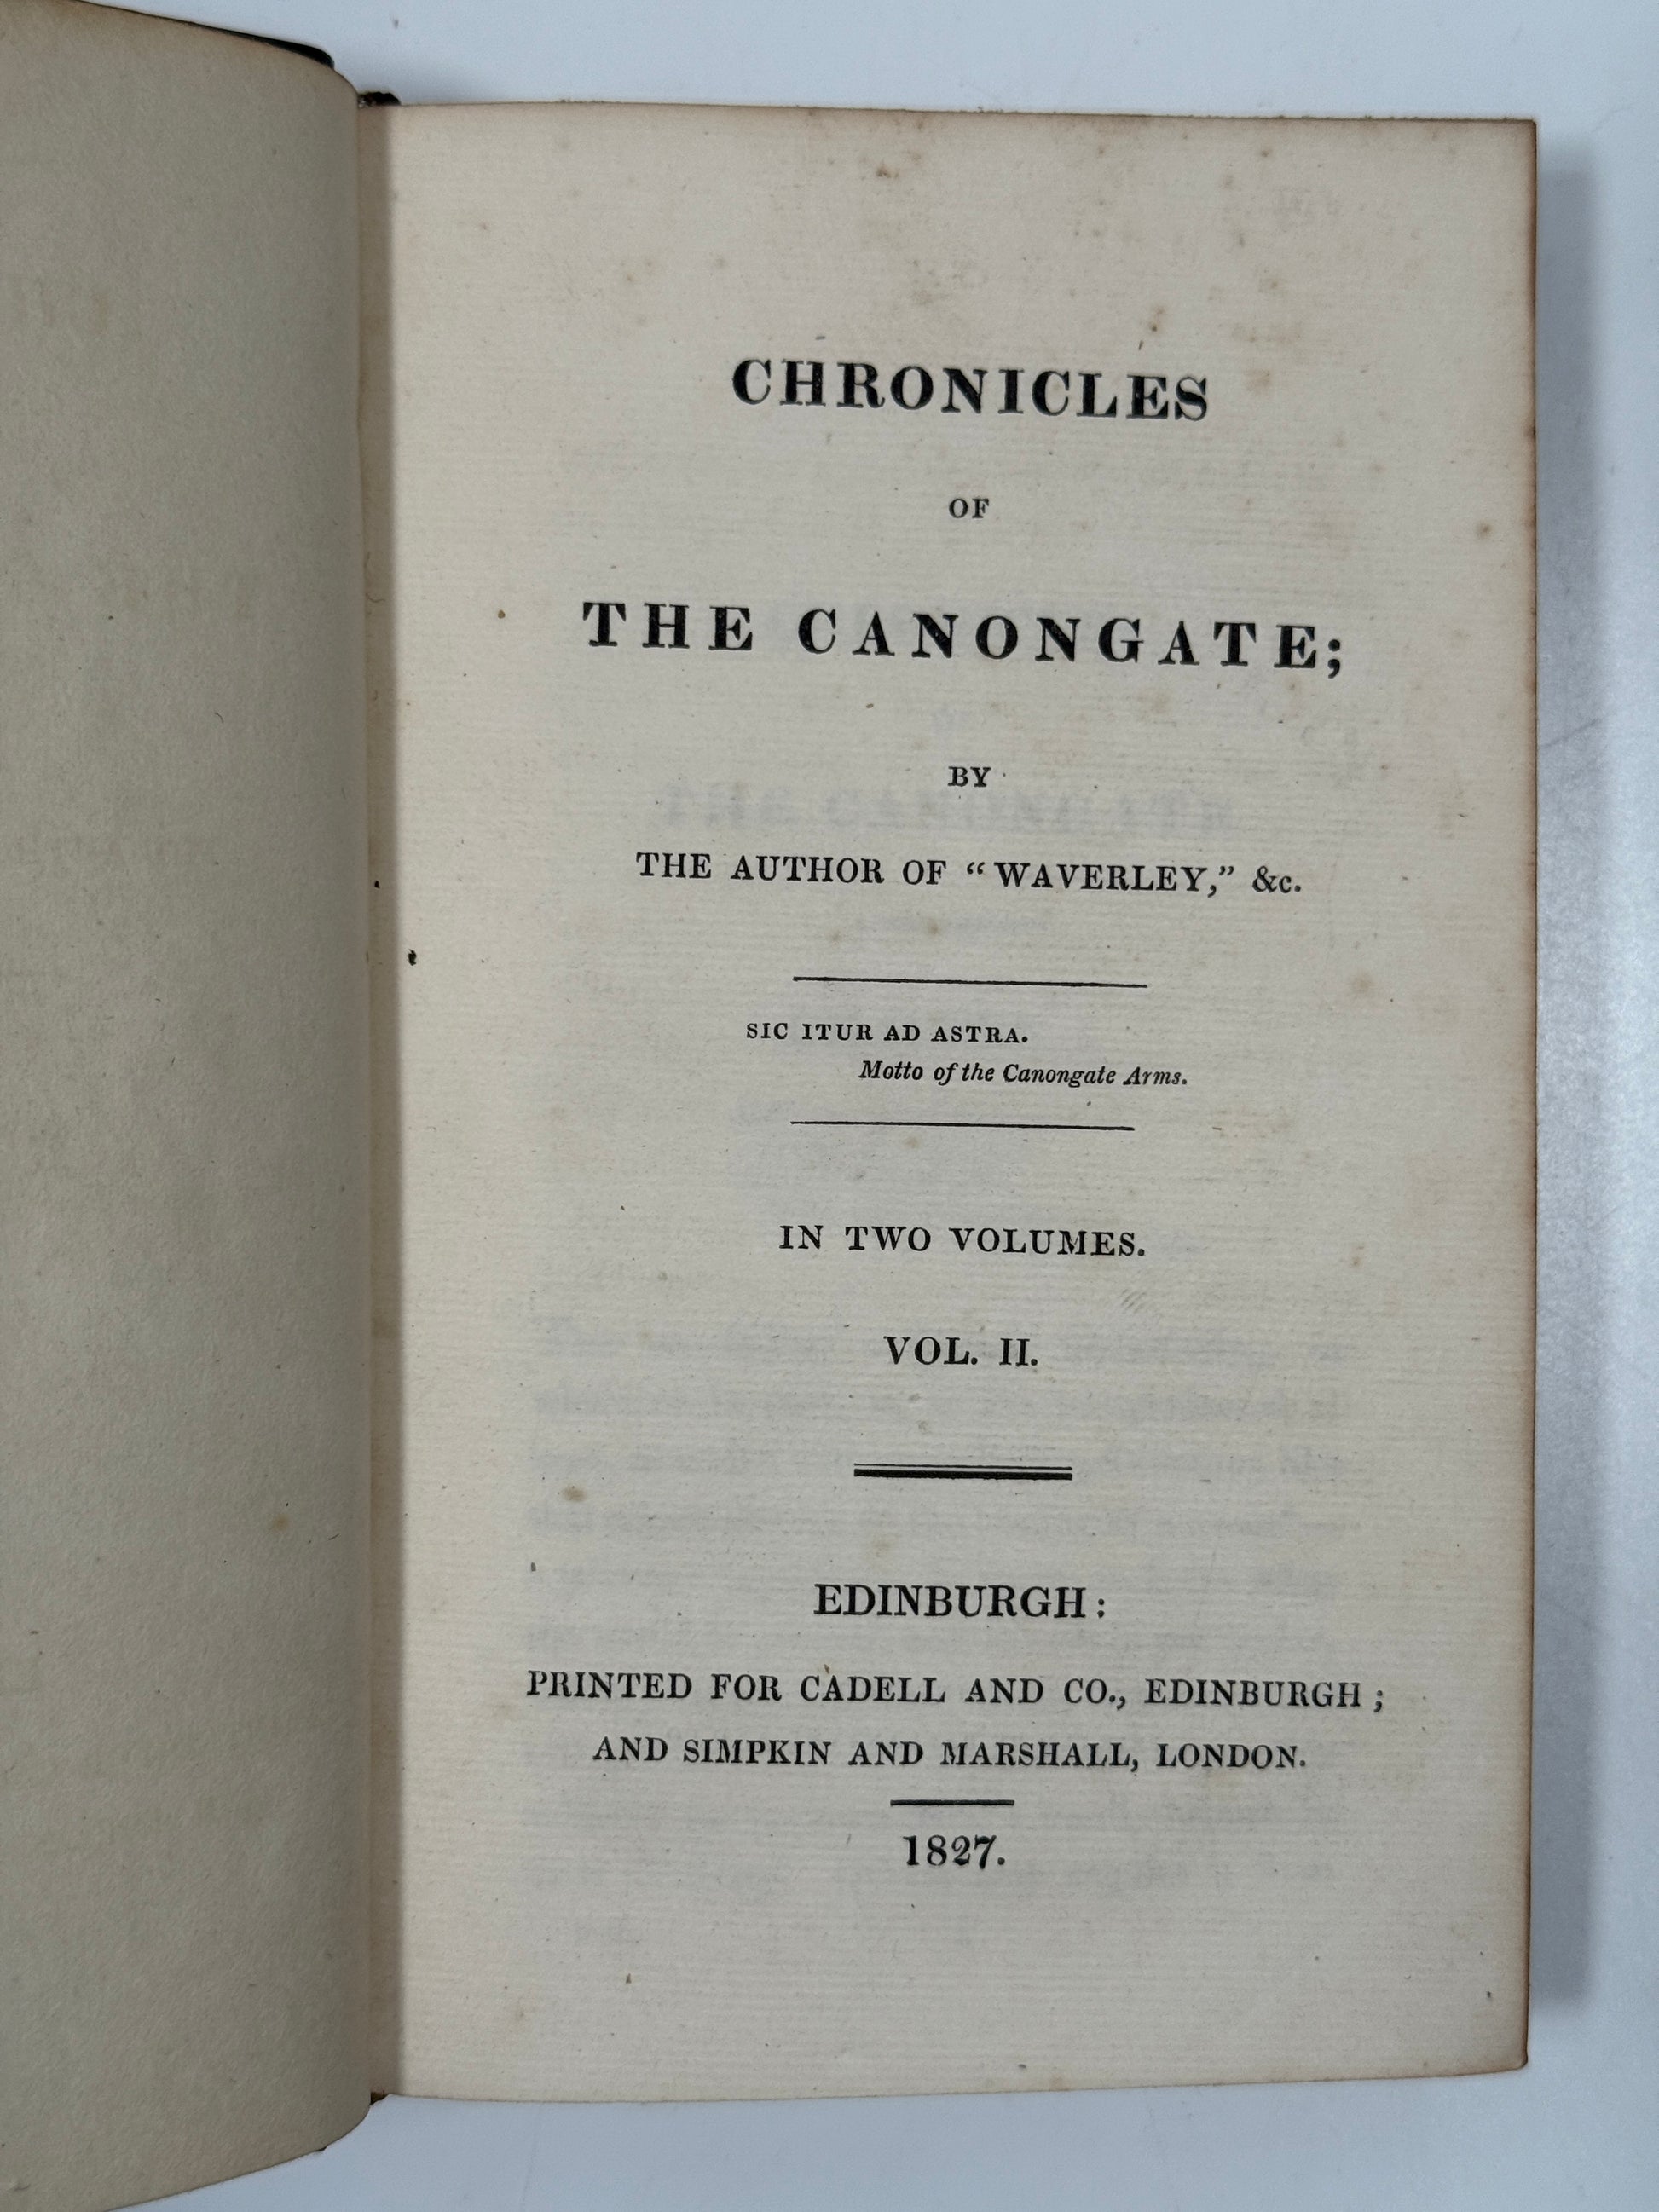 CHRONICLES
OF
THE CANONGATE;
BY
THE AUTHOR OF “WAVERLEY,” &c.
SIC ITUR AD ASTRA.
Motto of the Canongate Arms.
IN TWO VOLUMES.
VOL. II.
EDINBURGH:
PRINTED FOR CADELL AND CO., EDINBURGH;
AND SIMPKIN AND MARSHALL, LONDON.
1827.